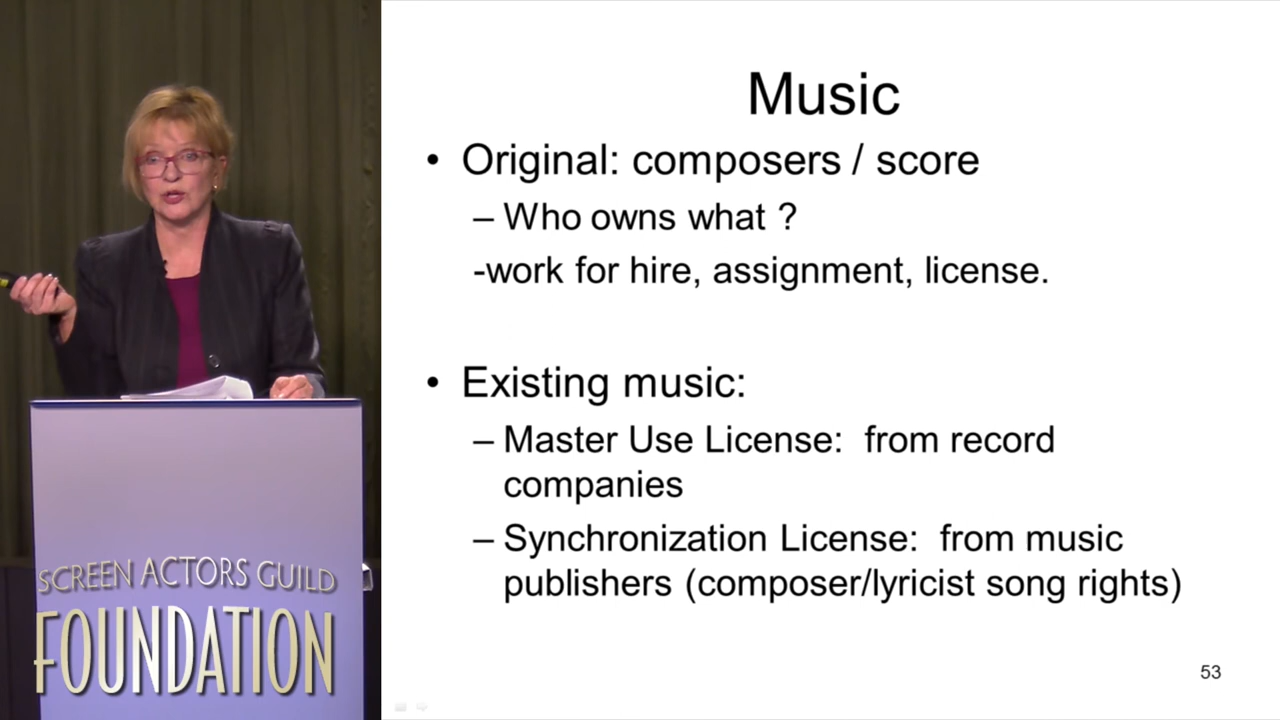 Music
• Original: composers / score
– Who owns what ?
-work for hire, assignment, license.
• Existing music:
– Master Use License:  from record
companies
– Synchronization License:  from music
publishers (composer/lyricist song rights)
53
SCREEN ACTORS GUILD
FOUNDATION